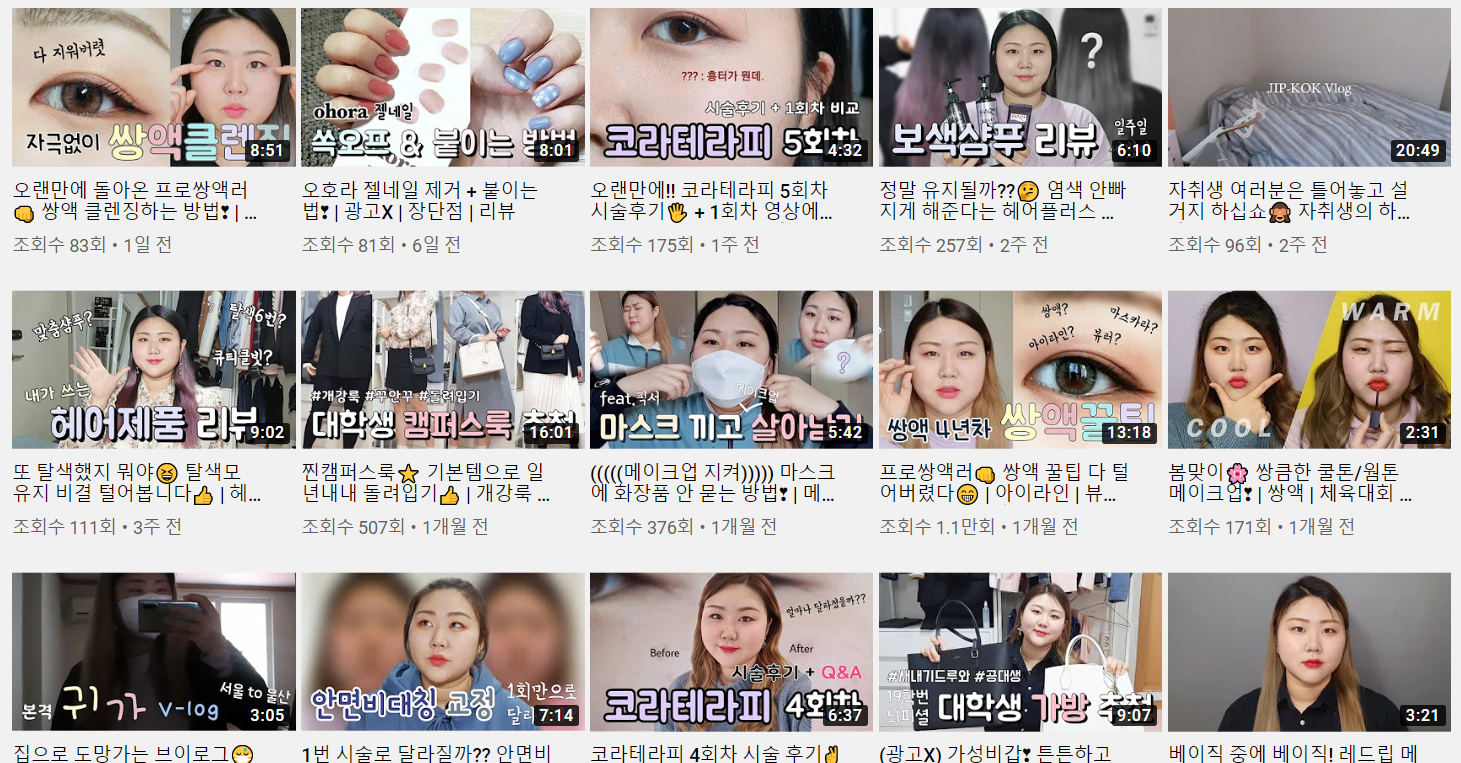 다 지워버렷
자극없이 쌍액클렌징
8:51
ohora 젤네일
쏙오프 & 붙이는 방법
8:01
??? : 흉터가 뭔데.
시술후기 + 1회차 비교
코라테라피 5회차
4:32
?
보색샴푸 리뷰 일주일
6:10
JIP-KOK Vlog
20:49
오랜만에 돌아온 프로쌍액러
👊 쌍액 클렌징하는 방법❣ | ...
조회수 83회 • 1일 전
오호라 젤네일 제거 + 붙이는
법❣ | 광고X | 장단점 | 리뷰
조회수 81회 • 6일 전
오랜만에!! 코라테라피 5회차
시술후기🖐 + 1회차 영상에...
조회수 175회 • 1주 전
정말 유지될까??🤔 염색 안빠
지게 해준다는 헤어플러스 ...
조회수 257회 • 2주 전
자취생 여러분은 틀어놓고 설
거지 하십쇼🙈 자취생의 하...
조회수 96회 • 2주 전
맞춤샴푸?
탈색6번?
큐티클빗?
내가 쓰는
헤어제품 리뷰
9:02
#개강룩 #꾸안꾸 #돌려입기
대학생 캠퍼스룩 추천
16:01
?
feat.퀵서
메이크업
마스크 끼고 살아남기
5:42
쌍액?
마스카라?
아이라인?
뷰러?
쌍액 4년차 쌍액꿀팁
13:18
WARM
COOL
2:31
또 탈색했지 뭐야😆 탈색모
유지 비결 털어봅니다👍 | 헤...
조회수 111회 • 3주 전
찐캠퍼스룩⭐ 기본템으로 일
년내내 돌려입기👍 | 개강룩 ...
조회수 507회 • 1개월 전
(((((메이크업 지켜))))) 마스크
에 화장품 안 묻는 방법❣ | 메...
조회수 376회 • 1개월 전
프로쌍액러👊 쌍액 꿀팁 다 털
어버렸다😁 | 아이라인 | 뷰...
조회수 1.1만회 • 1개월 전
봄맞이🌸 쌍큼한 쿨톤/웜톤
메이크업❣ | 쌍액 | 체육대회 ...
조회수 171회 • 1개월 전
본격 귀가 v-log
서울 to 울산
3:05
안면비대칭 교정
1회만으로
달라
7:14
얼마나 달라졌을까??
Before
After
시술후기 + Q&A
코라테라피 4회차
6:37
#새내기드루와 #공대생
19학번
뇌피셜
대학생 가방 추천
9:07
3:21
집으로 도망가는 브이로그😷
1번 시술로 달라질까?? 안면비
코라테라피 4회차 시술 후기✌
(광고X) 가성비갑❣ 튼튼하고
베이직 중에 베이직! 레드립 메